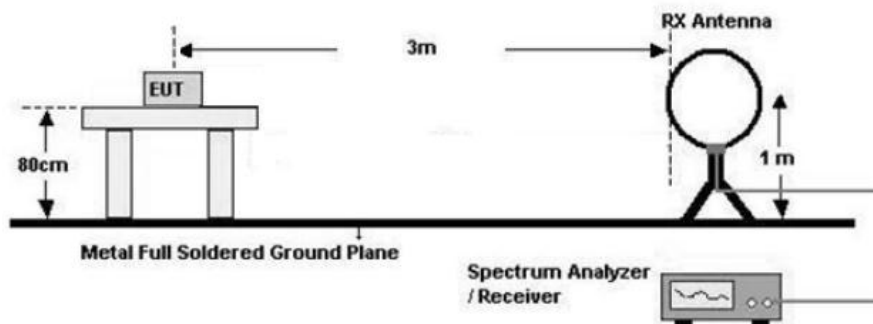 RX Antenna
3m
EUT
80cm
1 m
Metal Full Soldered Ground Plane
Spectrum Analyzer
/ Receiver